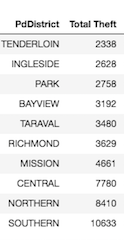 PdDistrict Total Theft
TENDERLOIN 2338
INGLESIDE 2628
PARK 2758
BAYVIEW 3192
TARAVAL 3480
RICHMOND 3629
MISSION 4661
CENTRAL 7780
NORTHERN 8410
SOUTHERN 10633